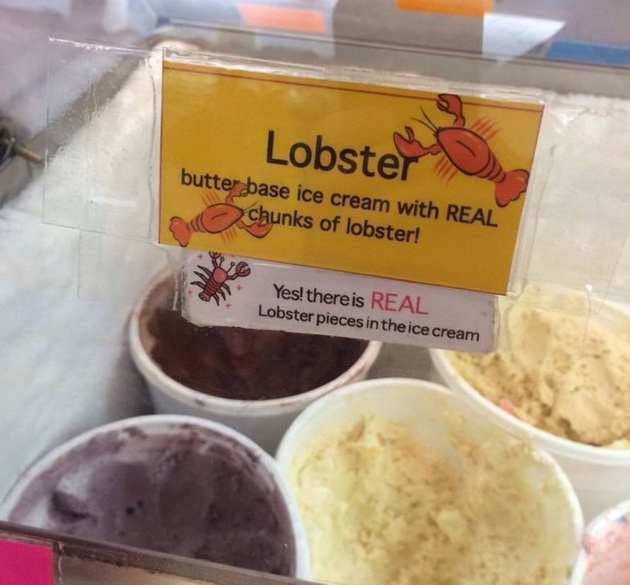 Lobster
butter base ice cream with REAL
chunks of lobster!
Yes! there is REAL
Lobster pieces in the ice cream